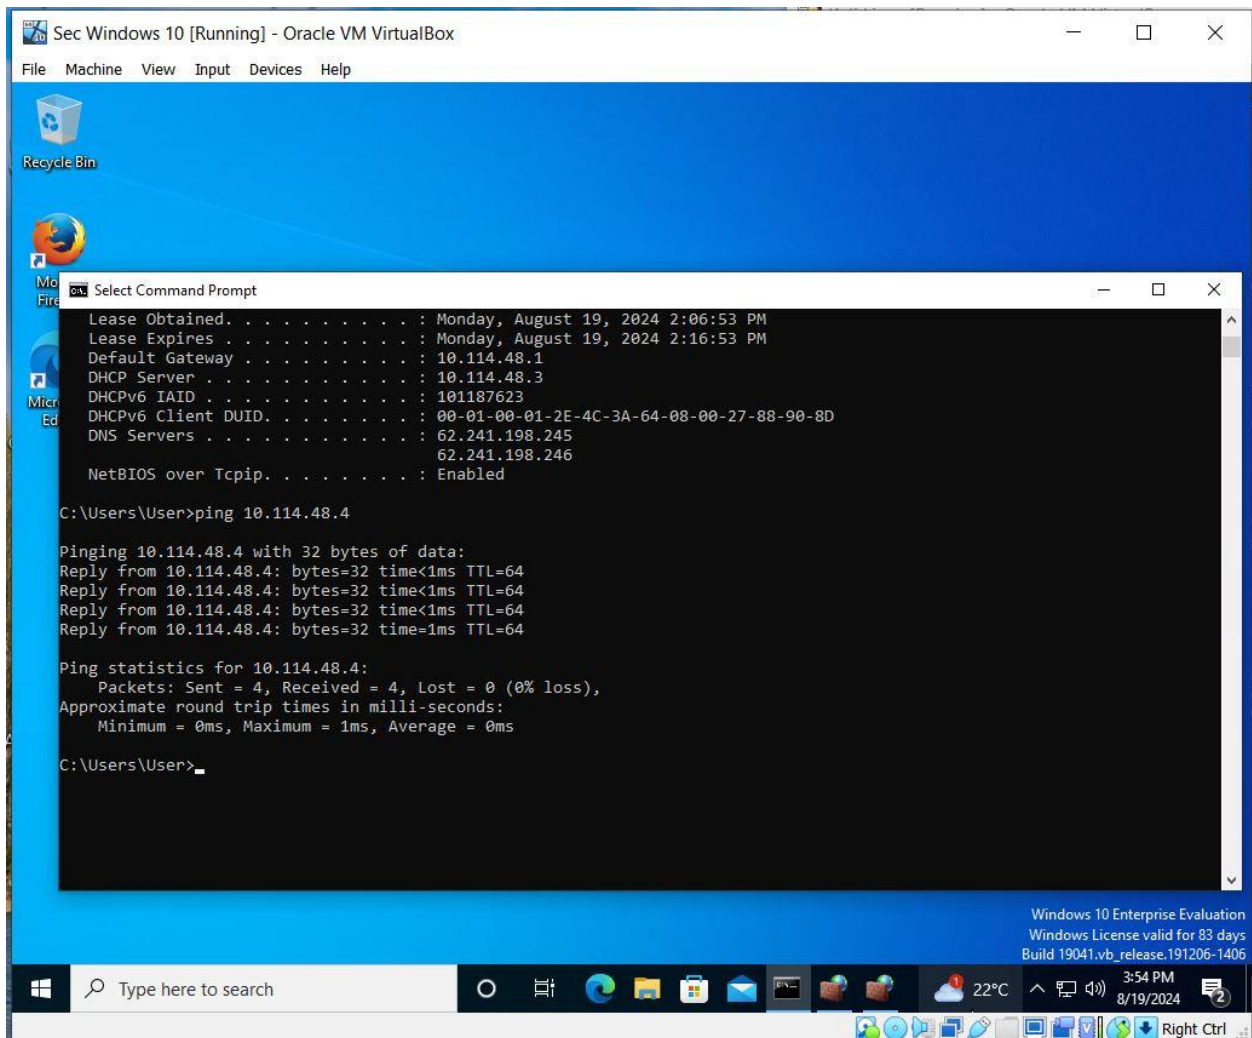 Sec Windows 10 [Running] - Oracle VM VirtualBox
File Machine View Input Devices Help
Recycle Bin
Mo
Fire
Micr
Ed
Select Command Prompt
Lease Obtained. . . . . . . . . . : Monday, August 19, 2024 2:06:53 PM
Lease Expires . . . . . . . . . . : Monday, August 19, 2024 2:16:53 PM
Default Gateway . . . . . . . . . : 10.114.48.1
DHCP Server . . . . . . . . . . . : 10.114.48.3
DHCPv6 IAID . . . . . . . . . . . : 101187623
DHCPv6 Client DUID. . . . . . . . : 00-01-00-01-2E-4C-3A-64-08-00-27-88-90-8D
DNS Servers . . . . . . . . . . . : 62.241.198.245
62.241.198.246
NetBIOS over Tcpip. . . . . . . . : Enabled
C:\Users\User>ping 10.114.48.4
Pinging 10.114.48.4 with 32 bytes of data:
Reply from 10.114.48.4: bytes=32 time<1ms TTL=64
Reply from 10.114.48.4: bytes=32 time<1ms TTL=64
Reply from 10.114.48.4: bytes=32 time<1ms TTL=64
Reply from 10.114.48.4: bytes=32 time=1ms TTL=64
Ping statistics for 10.114.48.4:
Packets: Sent = 4, Received = 4, Lost = 0 (0% loss),
Approximate round trip times in milli-seconds:
Minimum = 0ms, Maximum = 1ms, Average = 0ms
C:\Users\User>
Windows 10 Enterprise Evaluation
Windows License valid for 83 days
Build 19041.vb_release.191206-1406
Type here to search
1
22°C
3:54 PM
8/19/2024
2
Right Ctrl